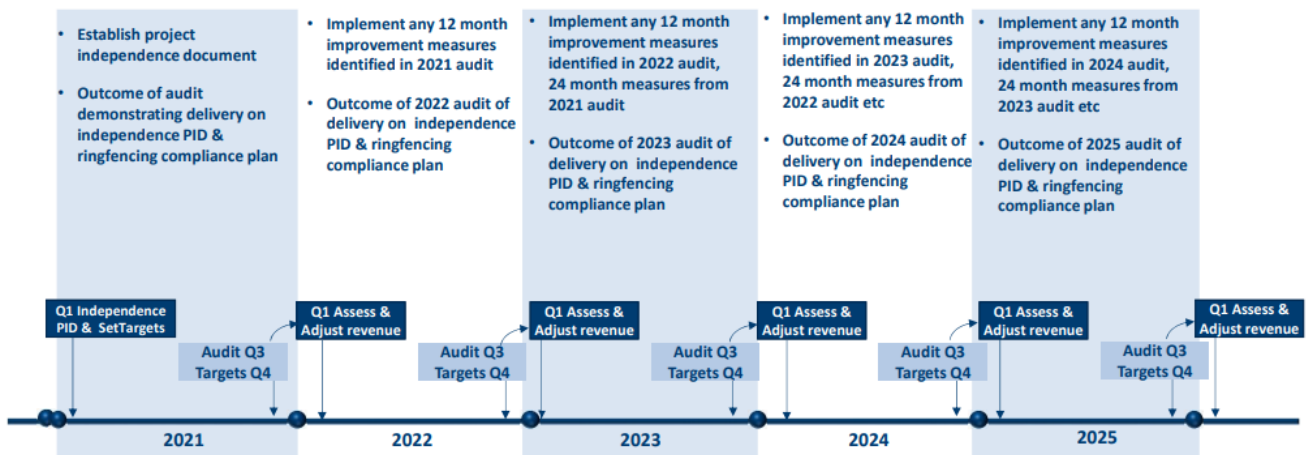 • Establish project
independence document
• Outcome of audit
demonstrating delivery on
independence PID &
ringfencing compliance plan
• Implement any 12 month
improvement measures
identified in 2021 audit
• Outcome of 2022 audit of
delivery on independence
PID & ringfencing
compliance plan
• Implement any 12 month
improvement measures
identified in 2022 audit,
24 month measures from
2021 audit
• Outcome of 2023 audit of
delivery on independence
PID & ringfencing
compliance plan
• Implement any 12 month
improvement measures
identified in 2023 audit,
24 month measures from
2022 audit etc
• Outcome of 2024 audit of
delivery on independence
PID & ringfencing
compliance plan
• Implement any 12 month
improvement measures
identified in 2024 audit,
24 month measures from
2023 audit etc
• Outcome of 2025 audit of
delivery on independence
PID & ringfencing
compliance plan
Q1 Independence
PID & SetTargets
Audit Q3
Targets Q4
Q1 Assess &
Adjust revenue
Audit Q3
Targets Q4
Q1 Assess &
Adjust revenue
Audit Q3
Targets Q4
Q1 Assess &
Adjust revenue
Audit Q3
Targets Q4
Q1 Assess &
Adjust revenue
Audit Q3
Targets Q4
Q1 Assess &
Adjust revenue
2021
2022
2023
2024
2025